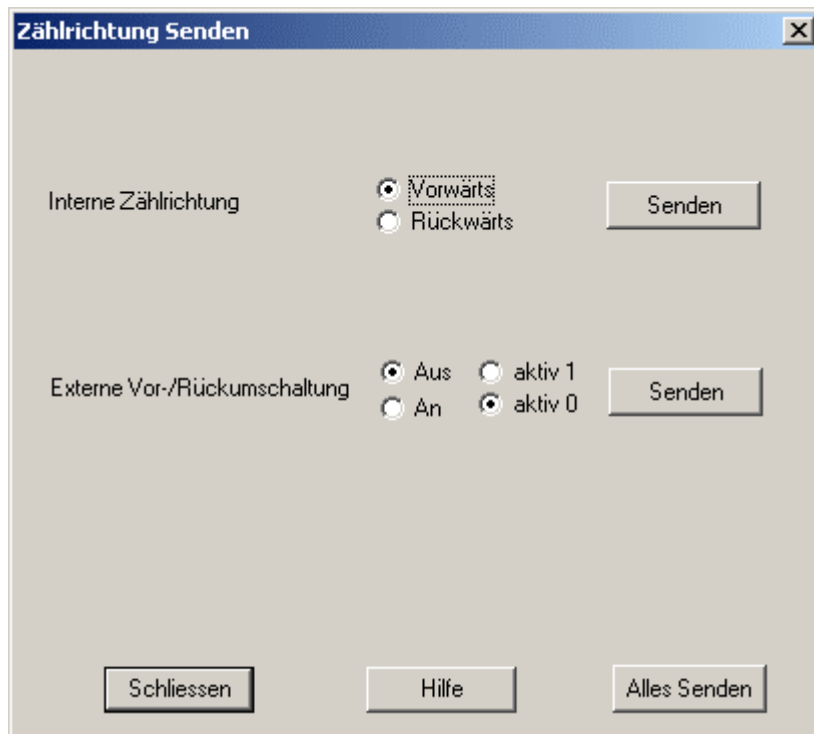 Zählrichtung Senden
Interne Zählrichtung
Vorwärts
Rückwärts
Senden
Externe Vor-/Rückumschaltung
Aus aktiv 1
An aktiv 0
Senden
Schliessen Hilfe Alles Senden